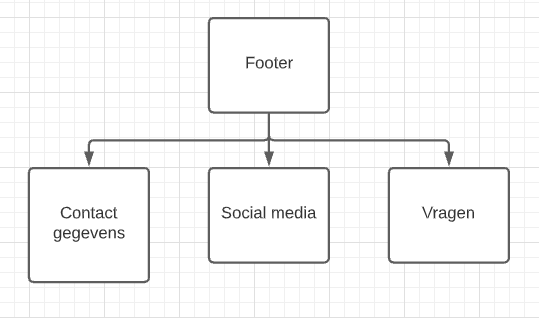 Footer
Contact
gegevens
Social media
Vragen